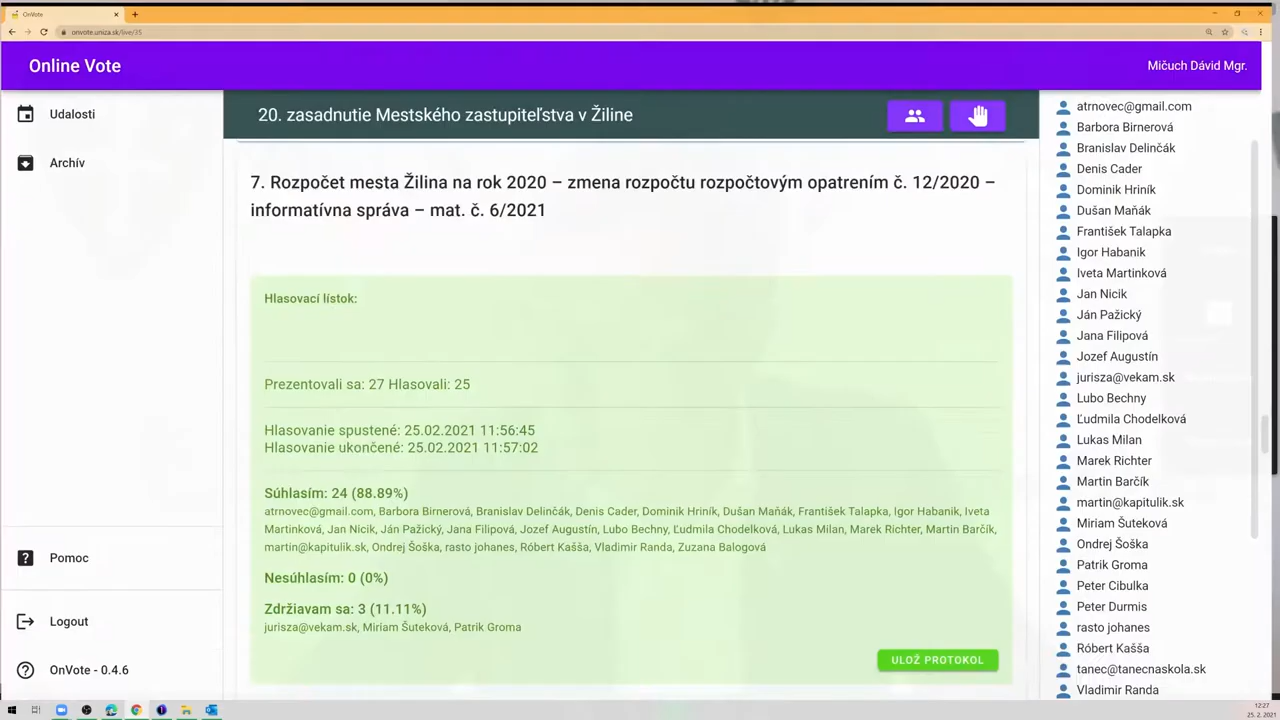 OnVote
onvote.uniza.sk/live/35
Online Vote
Mičuch Dávid Mgr.
Udalosti
Archív
Pomoc
Logout
OnVote - 0.4.6
20. zasadnutie Mestského zastupiteľstva v Žiline
7. Rozpočet mesta Žilina na rok 2020 – zmena rozpočtu rozpočtovým opatrením č. 12/2020 –
informatívna správa – mat. č. 6/2021
Hlasovací lístok:
Prezentovali sa: 27 Hlasovali: 25
Hlasovanie spustené: 25.02.2021 11:56:45
Hlasovanie ukončené: 25.02.2021 11:57:02
Súhlasím: 24 (88.89%)
atrnovec@gmail.com, Barbora Birnerová, Branislav Delinčák, Denis Cader, Dominik Hriník, Dušan Maňák, František Talapka, Igor Habanik, Iveta
Martinková, Jan Nicik, Ján Pažický, Jana Filipová, Jozef Augustín, Lubo Bechny, Ľudmila Chodelková, Lukas Milan, Marek Richter, Martin Barčík,
martin@kapitulik.sk, Ondrej Šoška, rasto johanes, Róbert Kašša, Vladimir Randa, Zuzana Balogová
Nesúhlasím: 0 (0%)
Zdržiavam sa: 3 (11.11%)
jurisza@vekam.sk, Miriam Šuteková, Patrik Groma
ULOŽ PROTOKOL
atrnovec@gmail.com
Barbora Birnerová
Branislav Delinčák
Denis Cader
Dominik Hriník
Dušan Maňák
František Talapka
Igor Habanik
Iveta Martinková
Jan Nicik
Ján Pažický
Jana Filipová
Jozef Augustín
jurisza@vekam.sk
Lubo Bechny
Ľudmila Chodelková
Lukas Milan
Marek Richter
Martin Barčík
martin@kapitulik.sk
Miriam Šuteková
Ondrej Šoška
Patrik Groma
Peter Cibulka
Peter Durmis
rasto johanes
Róbert Kašša
tanec@tanecnaskola.sk
Vladimir Randa
12:27
25. 2. 2021